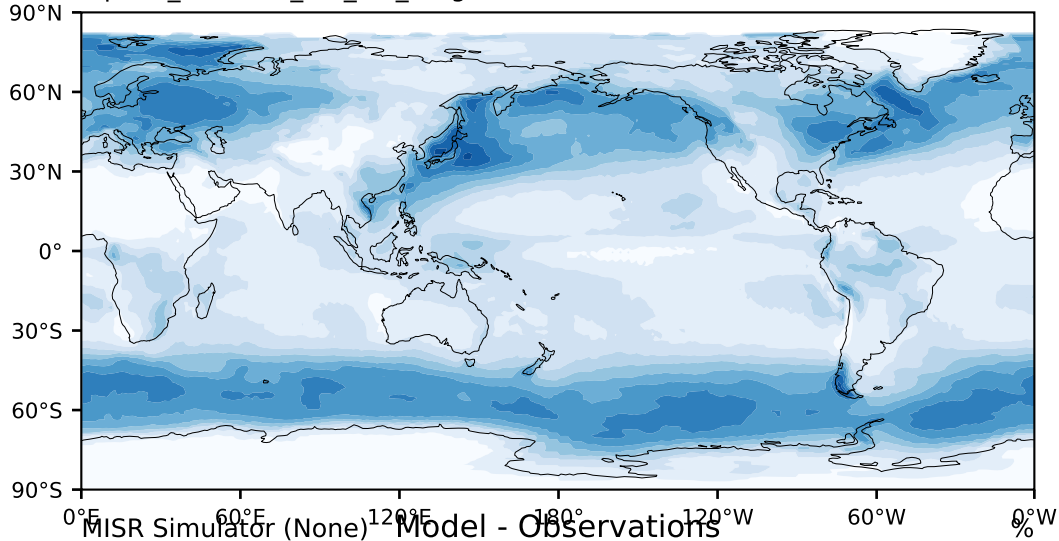 90°N
60°N
30°N
0°
30°S
60°S
90°S
0°E 60°E 120°E 180° 120°W 60°W 0°W
MISR Simulator (None) Model - Observations %